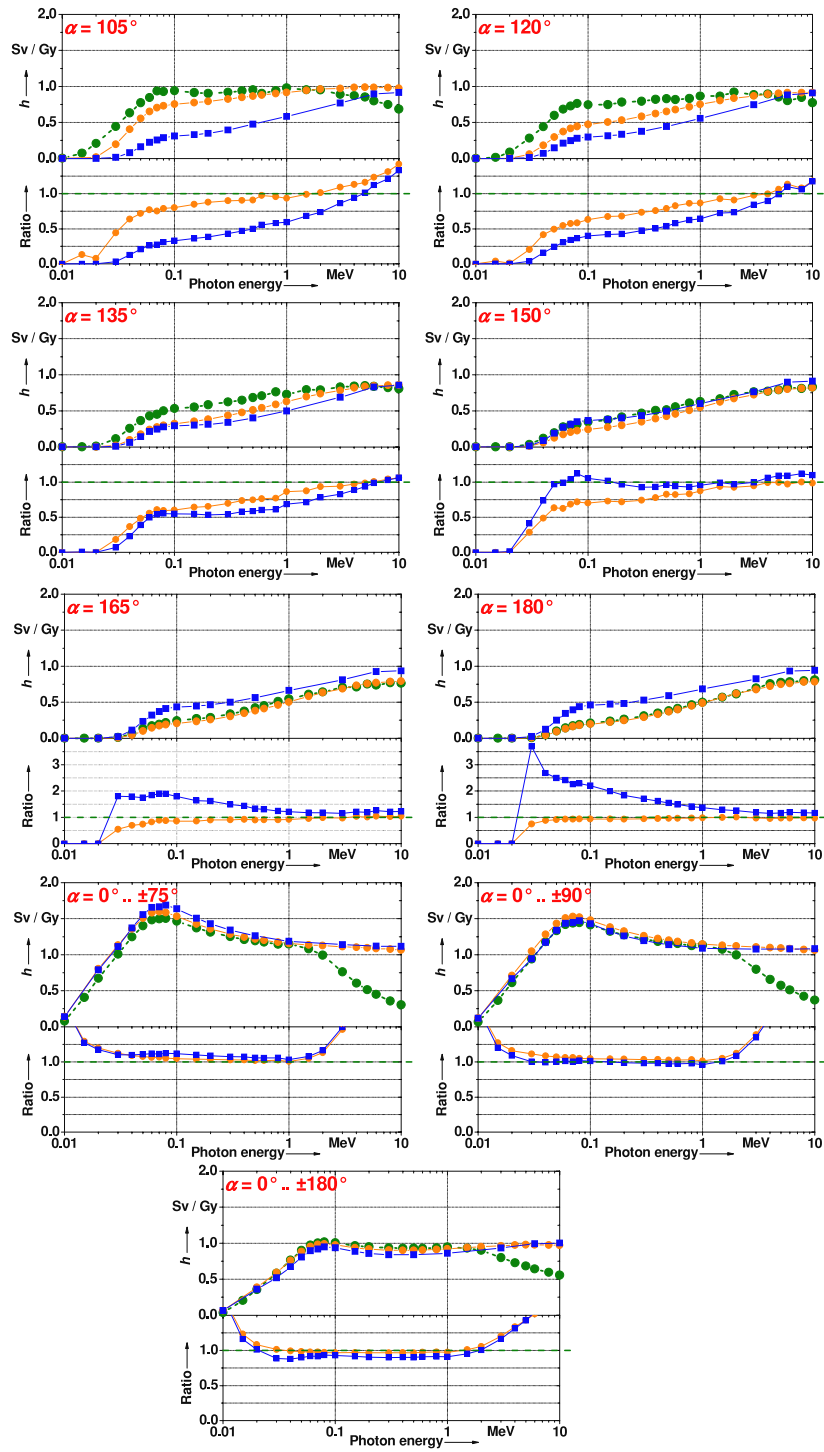 α = 105°
2.0
Sv / Gy
1.0
h
0.5
0.0
1.0
Ratio
0.5
0.0
0.01 0.1 1 10
Photon energy MeV
α = 120°
2.0
Sv / Gy
1.0
h
0.5
0.0
1.0
Ratio
0.5
0.0
0.01 0.1 1 10
Photon energy MeV
α = 135°
2.0
Sv / Gy
1.0
h
0.5
0.0
1.0
Ratio
0.5
0.0
0.01 0.1 1 10
Photon energy MeV
α = 150°
2.0
Sv / Gy
1.0
h
0.5
0.0
1.0
Ratio
0.5
0.0
0.01 0.1 1 10
Photon energy MeV
α = 165°
2.0
Sv / Gy
1.0
h
0.5
0.0
3
Ratio
2
1
0
0.01 0.1 1 10
Photon energy MeV
α = 180°
2.0
Sv / Gy
1.0
h
0.5
0.0
3
Ratio
2
1
0
0.01 0.1 1 10
Photon energy MeV
α = 0° .. ±75°
2.0
Sv / Gy
1.0
h
0.5
0.0
1.0
Ratio
0.5
0.0
0.01 0.1 1 10
Photon energy MeV
α = 0° .. ±90°
2.0
Sv / Gy
1.0
h
0.5
0.0
1.0
Ratio
0.5
0.0
0.01 0.1 1 10
Photon energy MeV
α = 0° .. ±180°
2.0
Sv / Gy
1.0
h
0.5
0.0
1.0
Ratio
0.5
0.0
0.01 0.1 1 10
Photon energy MeV